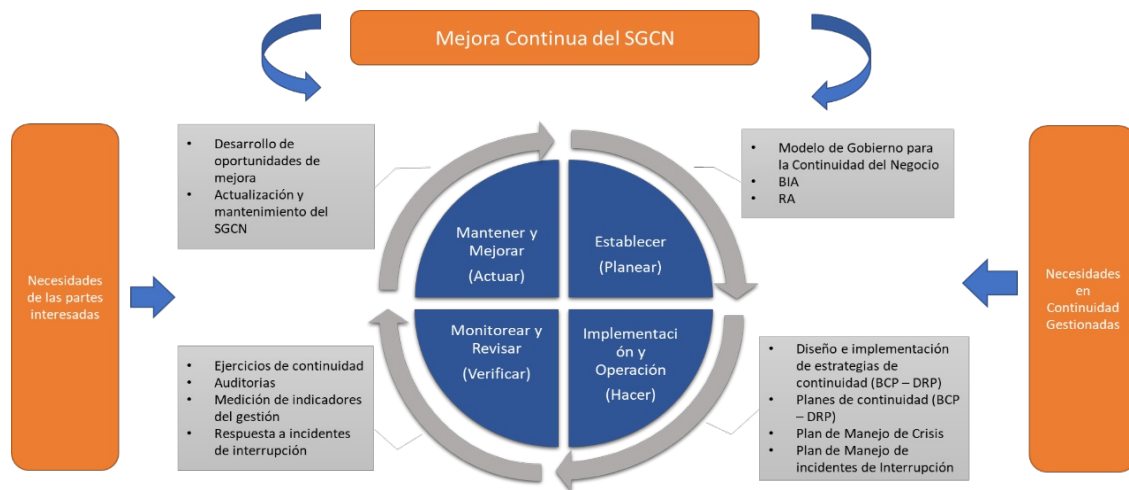 Mejora Continua del SGCN
Necesidades
de las partes
interesadas
• Desarrollo de
oportunidades de
mejora
• Actualización y
mantenimiento del
SGCN
• Modelo de Gobierno para
la Continuidad del Negocio
• BIA
• RA
Mantener y
Mejorar
(Actuar)
Establecer
(Planear)
Monitorear y
Revisar
(Verificar)
Implementaci
ón y
Operación
(Hacer)
• Ejercicios de continuidad
• Auditorias
• Medición de indicadores
del gestión
• Respuesta a incidentes
de interrupción
• Diseño e implementación
de estrategias de
continuidad (BCP – DRP)
• Planes de continuidad (BCP
– DRP)
• Plan de Manejo de Crisis
• Plan de Manejo de
incidentes de Interrupción
Necesidades
en
Continuidad
Gestionadas